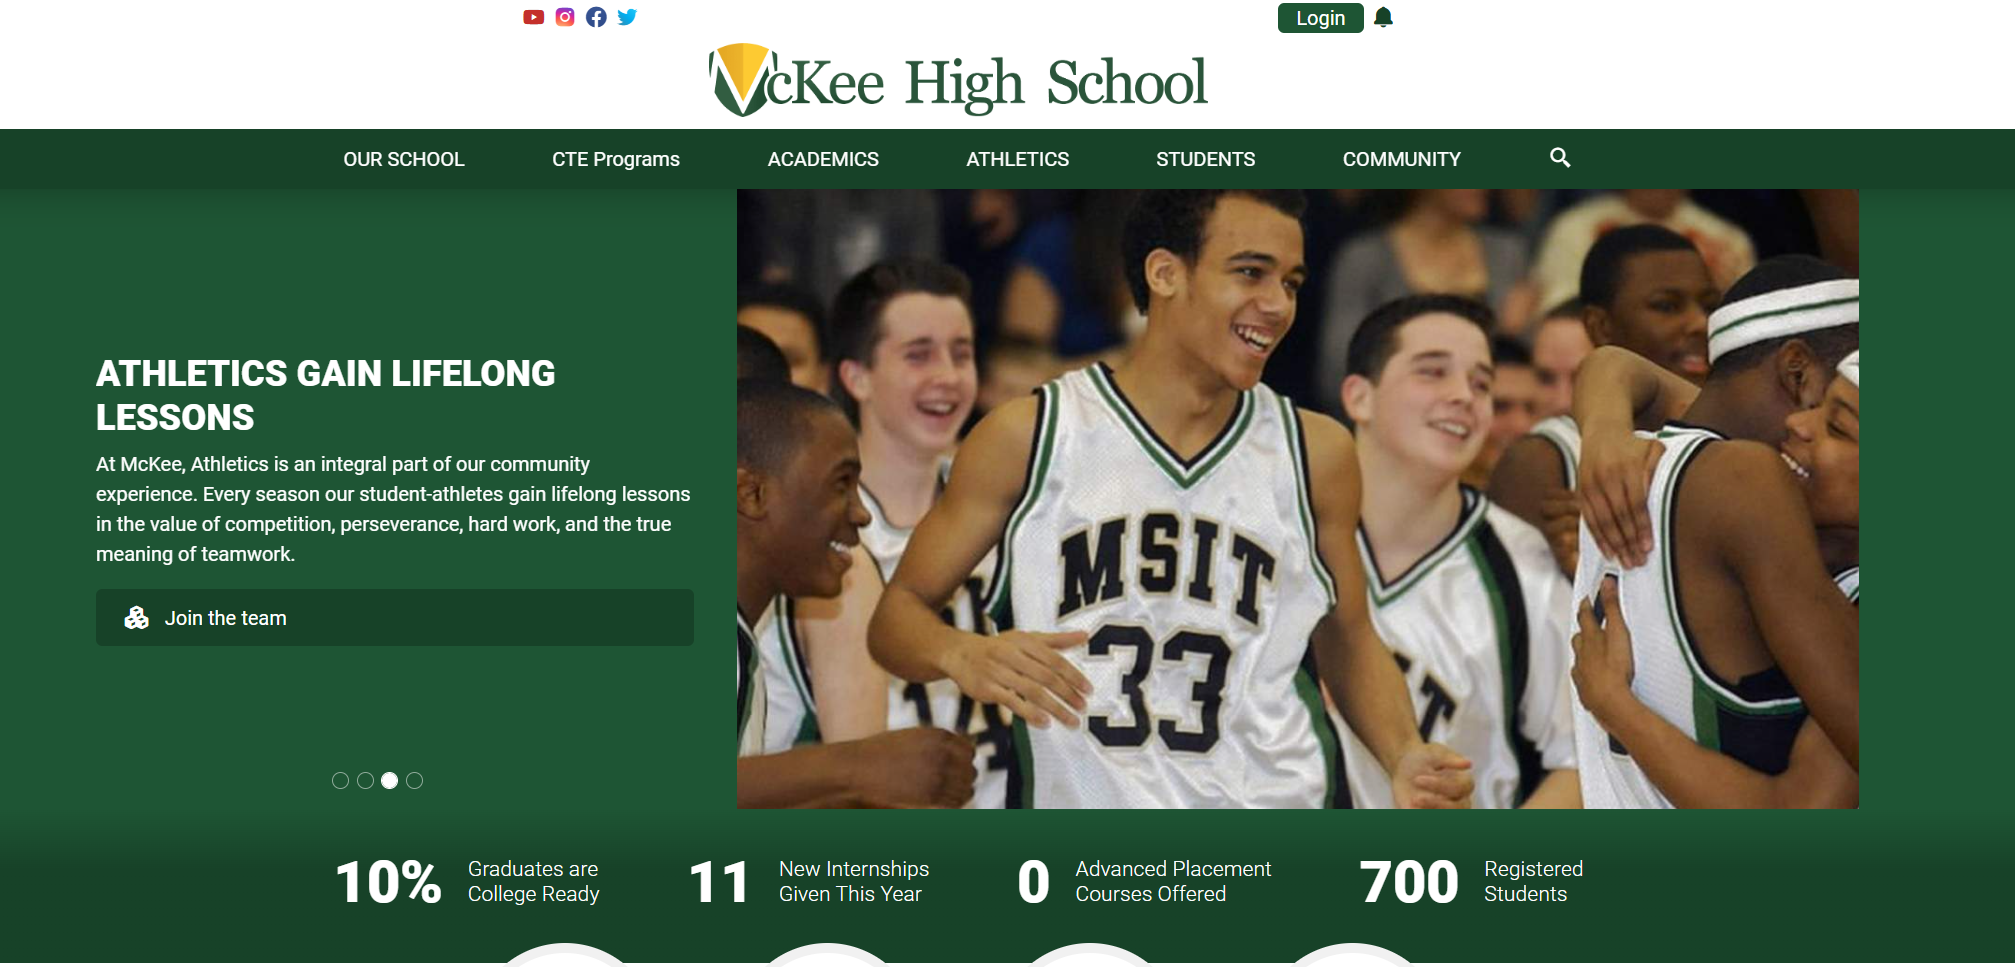 Login
McKee High School
OUR SCHOOL
CTE Programs
ACADEMICS
ATHLETICS
STUDENTS
COMMUNITY
ATHLETICS GAIN LIFELONG
LESSONS
At McKee, Athletics is an integral part of our community
experience. Every season our student-athletes gain lifelong lessons
in the value of competition, perseverance, hard work, and the true
meaning of teamwork.
Join the team
MSIT
33
10%
Graduates are
College Ready
11
New Internships
Given This Year
0
Advanced Placement
Courses Offered
700
Registered
Students